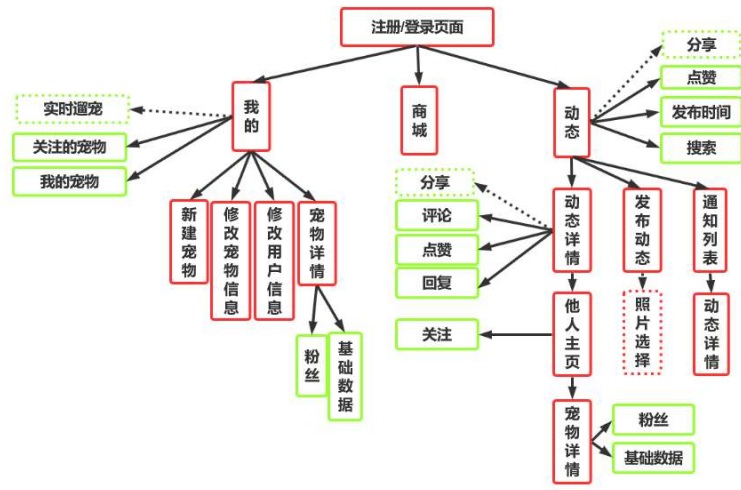 注册/登录页面
我的
商城
动态
实时遛宠
关注的宠物
我的宠物
分享
点赞
发布时间
搜索
新建宠物
修改宠物信息
修改用户信息
宠物详情
粉丝
基础数据
分享
评论
点赞
回复
动态详情
发布动态
通知列表
关注
他人主页
照片选择
动态详情
宠物详情
粉丝
基础数据